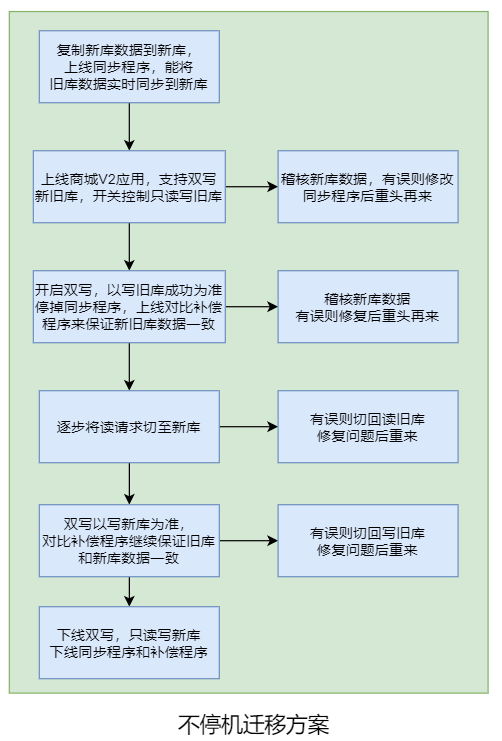 复制新库数据到新库，
上线同步程序，能将
旧库数据实时同步到新库
上线商城V2应用，支持双写
新旧库，开关控制只读写旧库
稽核新库数据，有误则修改
同步程序后重头再来
开启双写，以写旧库成功为准
停掉同步程序，上线对比补偿
程序来保证新旧库数据一致
稽核新库数据
有误则修复后重头再来
逐步将读请求切至新库
有误则切回读旧库
修复问题后重来
双写以写新库为准，
对比补偿程序继续保证旧库
和新库数据一致
有误则切回写旧库
修复问题后重来
下线双写，只读写新库
下线同步程序和补偿程序
不停机迁移方案